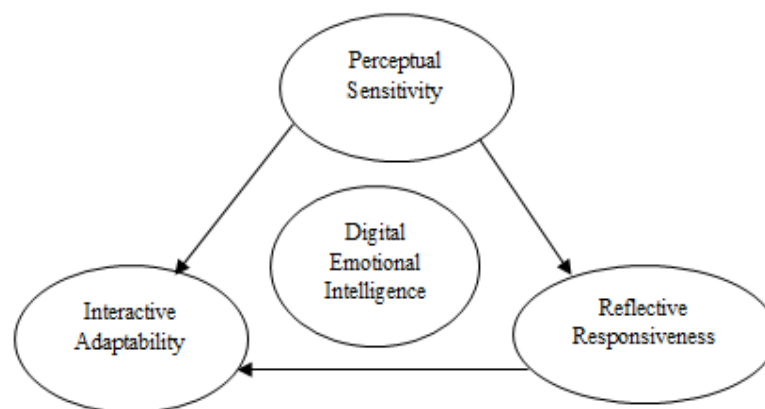 Perceptual
Sensitivity
Digital
Emotional
Intelligence
Interactive
Adaptability
Reflective
Responsiveness